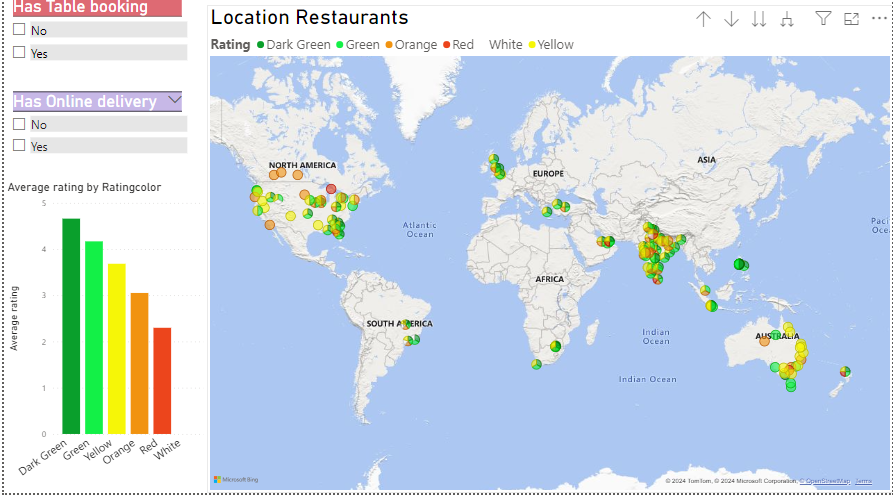 Has Table booking
No
Yes
Has Online delivery
No
Yes
Average rating by Ratingcolor
5
4
3
2
1
0
Average rating
Dark Green
Green
Yellow
Orange
Red
White
Location Restaurants
Rating Dark Green Green Orange Red White Yellow
NORTH AMERICA
EUROPE
ASIA
Atlantic
Ocean
Paci
Oce
AFRICA
SOUTH AMERICA
Indian
Ocean
AUSTRALIA
Indian Ocean
Microsoft Bing
© 2024 TomTom, © 2024 Microsoft Corporation, © OpenStreetMap Terms